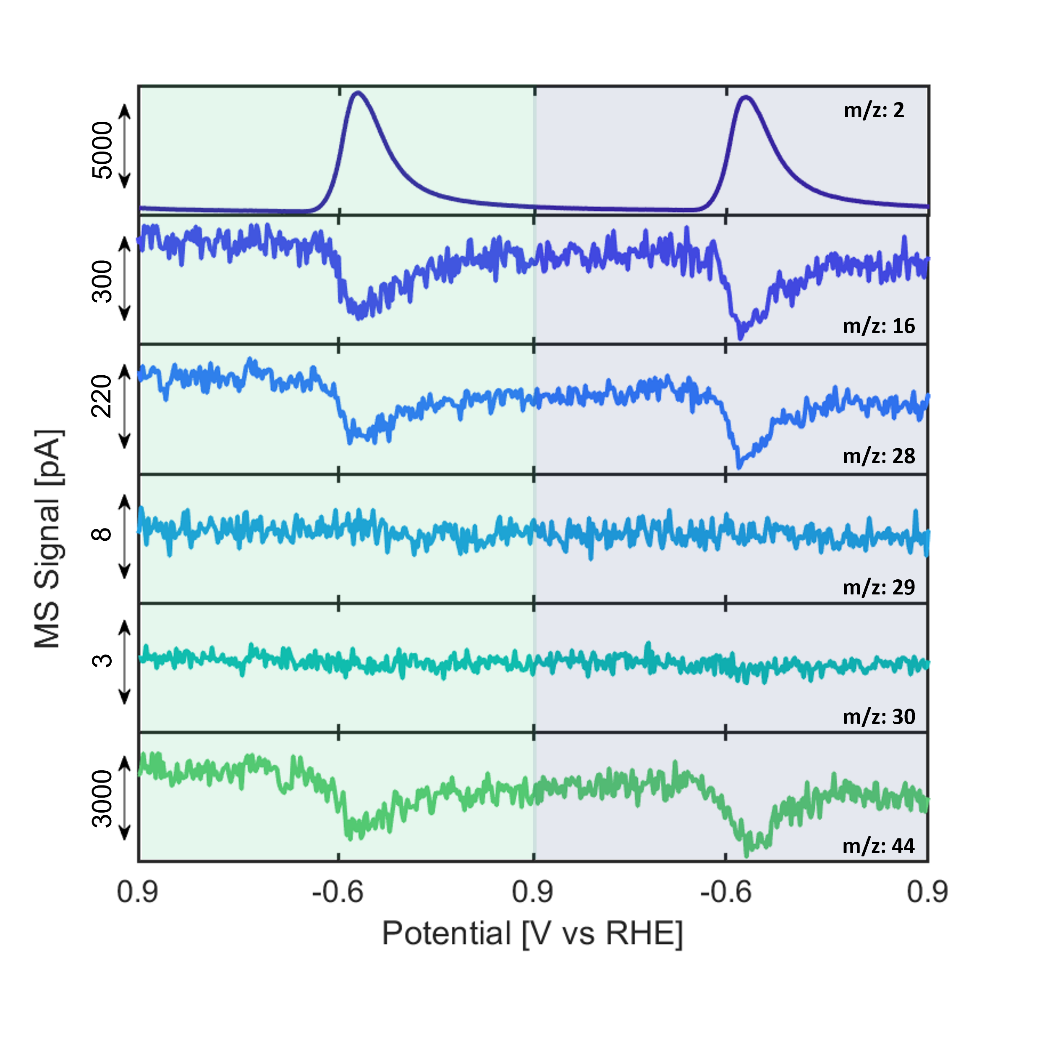 m/z: 2
5000
m/z: 16
300
m/z: 28
220
m/z: 29
8
m/z: 30
3
m/z: 44
3000
MS Signal [pA]
0.9 -0.6 0.9 -0.6 0.9
Potential [V vs RHE]